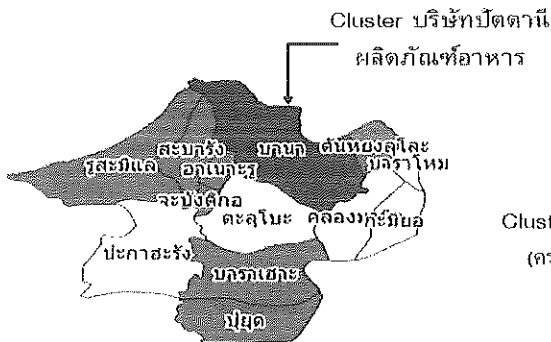 Cluster บริษัทปัตตานี
ผลิตภัณฑ์อาหาร
สะบารัง
บานา
ตันหยงลุโละ
รูสะมิแล
อาเนาะรู
บาราโหม
จะบังติกอ
ตะลุโบะ
คลองมานิง
ปะกาฮะรัง
บาราเฮาะ
ปุยุด
Clust
(คร